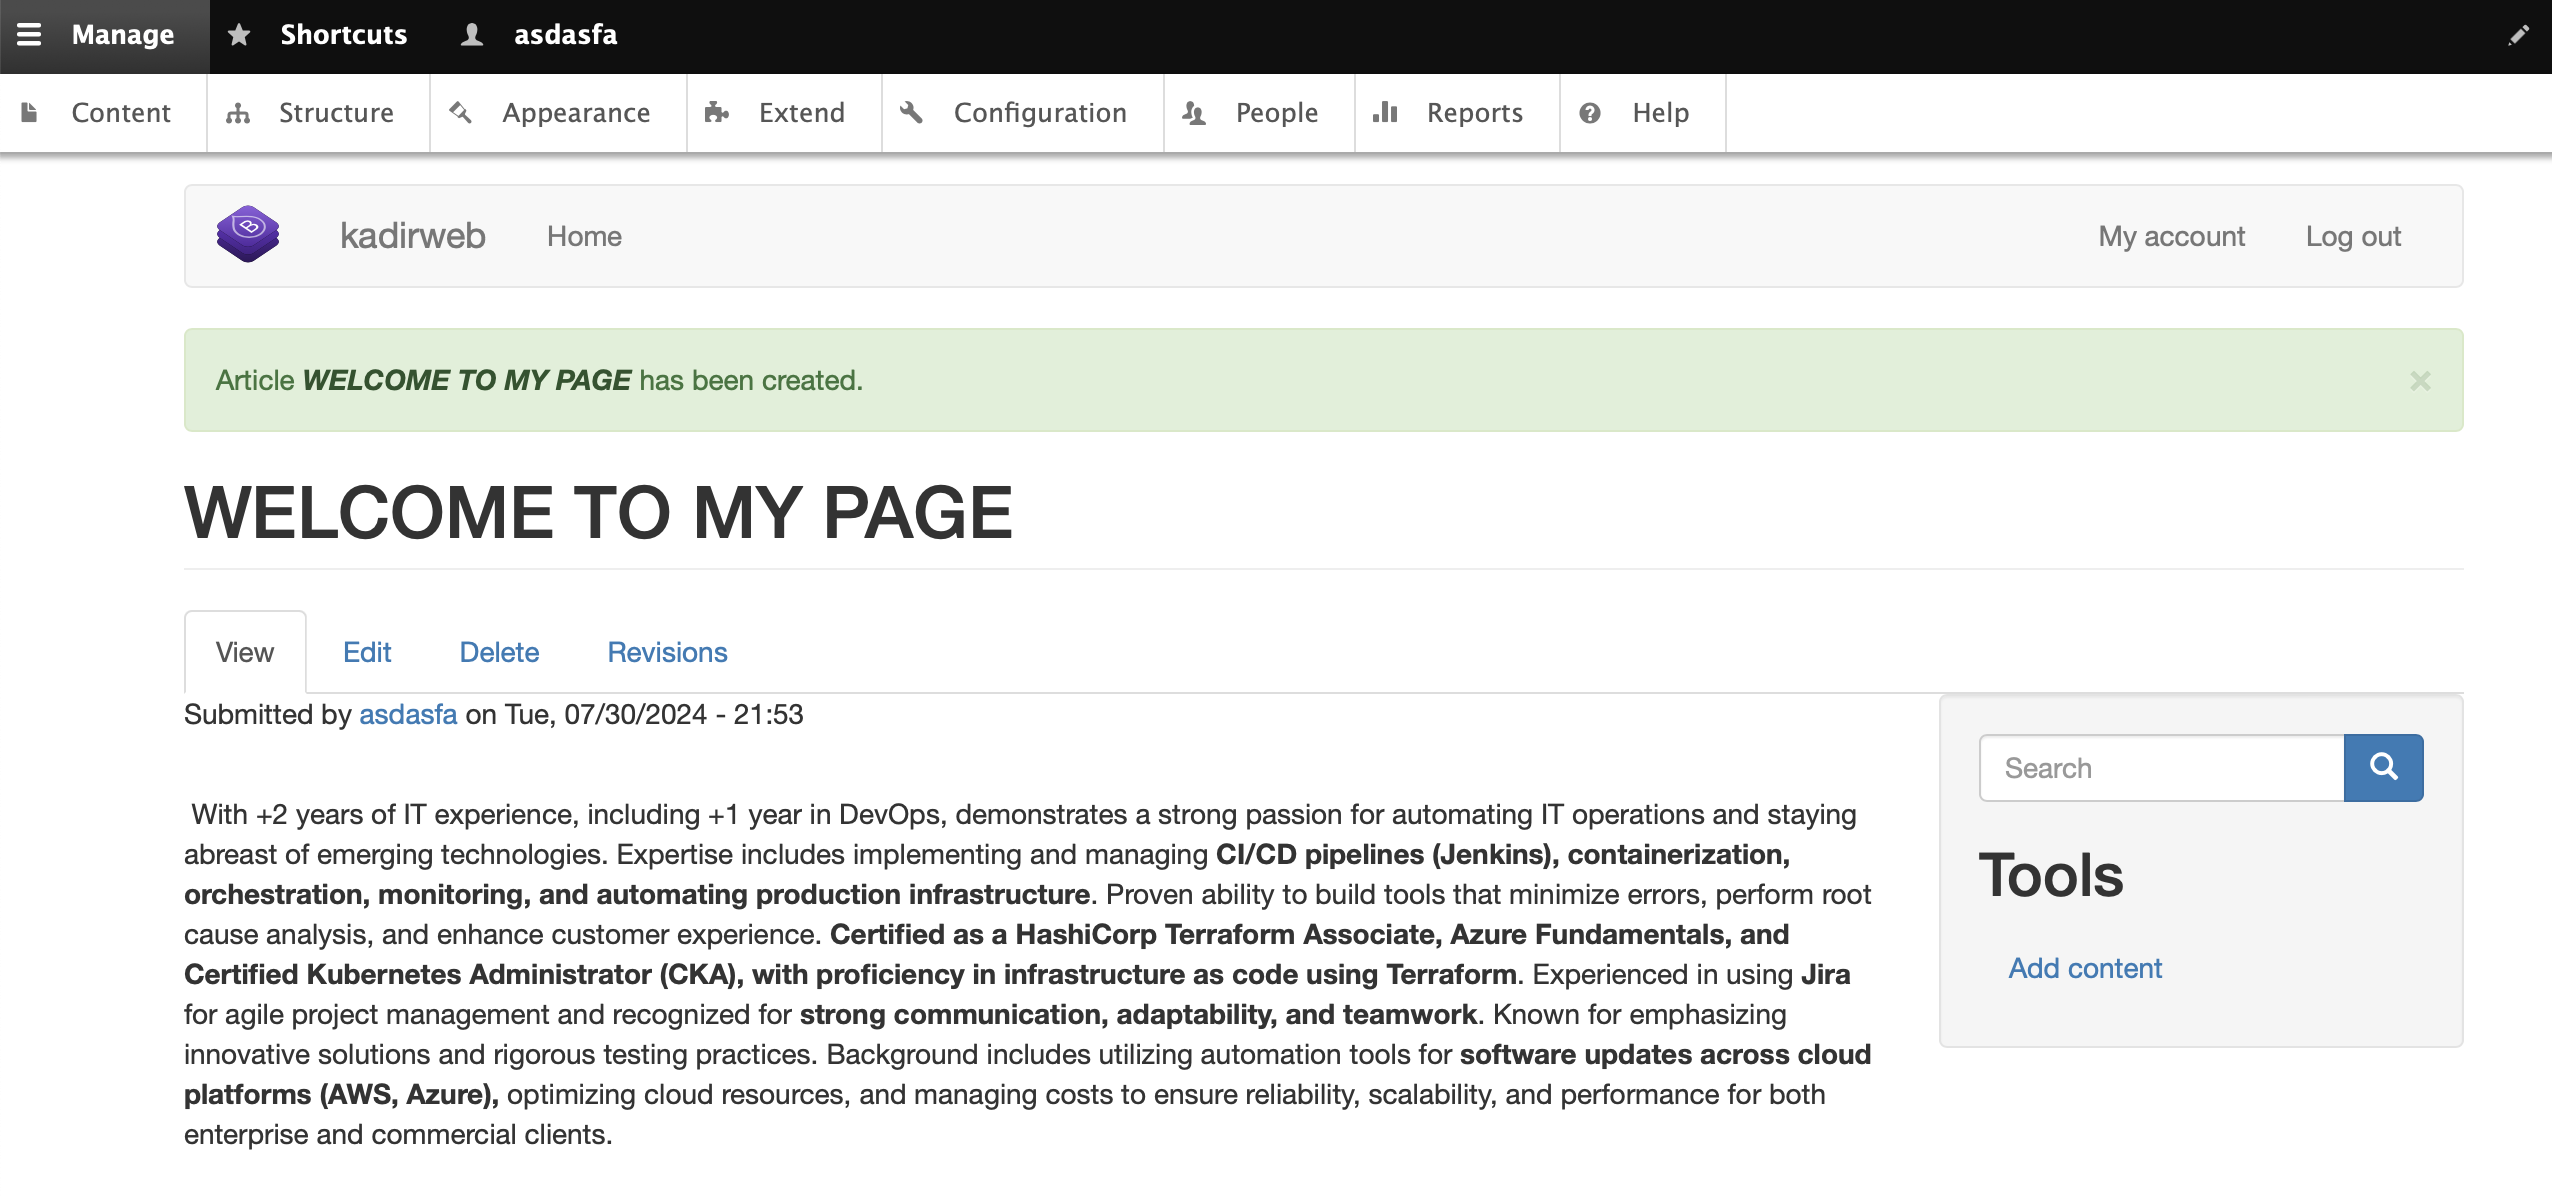 Manage Shortcuts asdasfa
Content Structure Appearance Extend Configuration People Reports Help
kadirweb Home My account Log out
Article WELCOME TO MY PAGE has been created. ×
WELCOME TO MY PAGE
View Edit Delete Revisions
Submitted by asdasfa on Tue, 07/30/2024 - 21:53
With +2 years of IT experience, including +1 year in DevOps, demonstrates a strong passion for automating IT operations and staying
abreast of emerging technologies. Expertise includes implementing and managing CI/CD pipelines (Jenkins), containerization,
orchestration, monitoring, and automating production infrastructure. Proven ability to build tools that minimize errors, perform root
cause analysis, and enhance customer experience. Certified as a HashiCorp Terraform Associate, Azure Fundamentals, and
Certified Kubernetes Administrator (CKA), with proficiency in infrastructure as code using Terraform. Experienced in using Jira
for agile project management and recognized for strong communication, adaptability, and teamwork. Known for emphasizing
innovative solutions and rigorous testing practices. Background includes utilizing automation tools for software updates across cloud
platforms (AWS, Azure), optimizing cloud resources, and managing costs to ensure reliability, scalability, and performance for both
enterprise and commercial clients.
Search
Tools
Add content